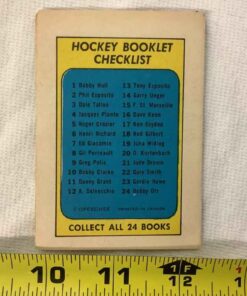 HOCKEY BOOKLET
CHECKLIST
1 Bobby Hull 13 Tony Esposito
2 Phil Esposito 14 Garry Unger
3 Dale Tallon 15 F. St. Marseille
4 Jacques Plante 16 Dave Keon
5 Roger Crozier 17 Ken Dryden
6 Henri Richard 18 Rod Gilbert
7 Ed Giacomin 19 Juha Widing
8 Gil Perreault 20 O. Kurtenbach
9 Greg Polis 21 Jude Drouin
10 Bobby Clarke 22 Gary Smith
11 Danny Grant 23 Gordie Howe
12 A. Delvecchio 24 Bobby Orr
PRINTED IN CANADA
COLLECT ALL 24 BOOKS
10 11 F 12 1